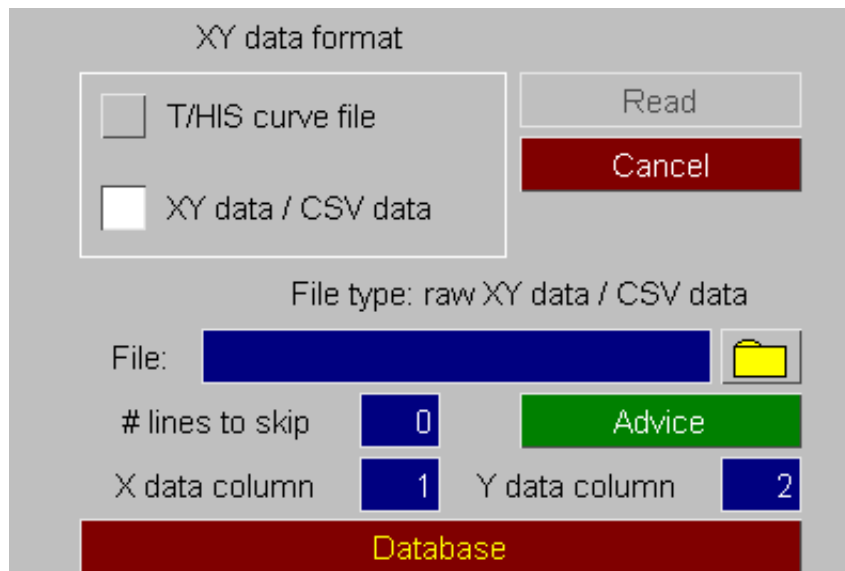 XY data format
T/HIS curve file
Read
Cancel
XY data / CSV data
File type: raw XY data / CSV data
File:
# lines to skip 0 Advice
X data column 1 Y data column 2
Database